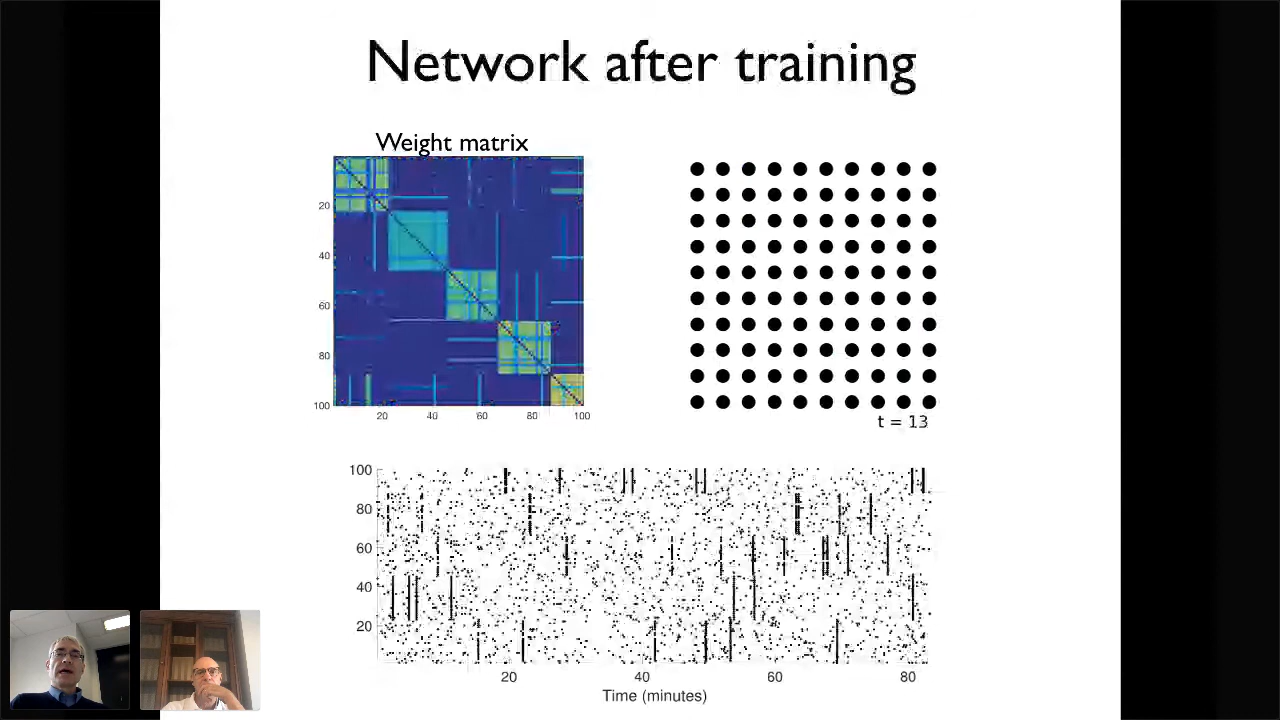 Network after training
Weight matrix
20
40
60
80
100
20 40 60 80 100
t = 13
100
80
60
40
20
20 40 60 80
Time (minutes)